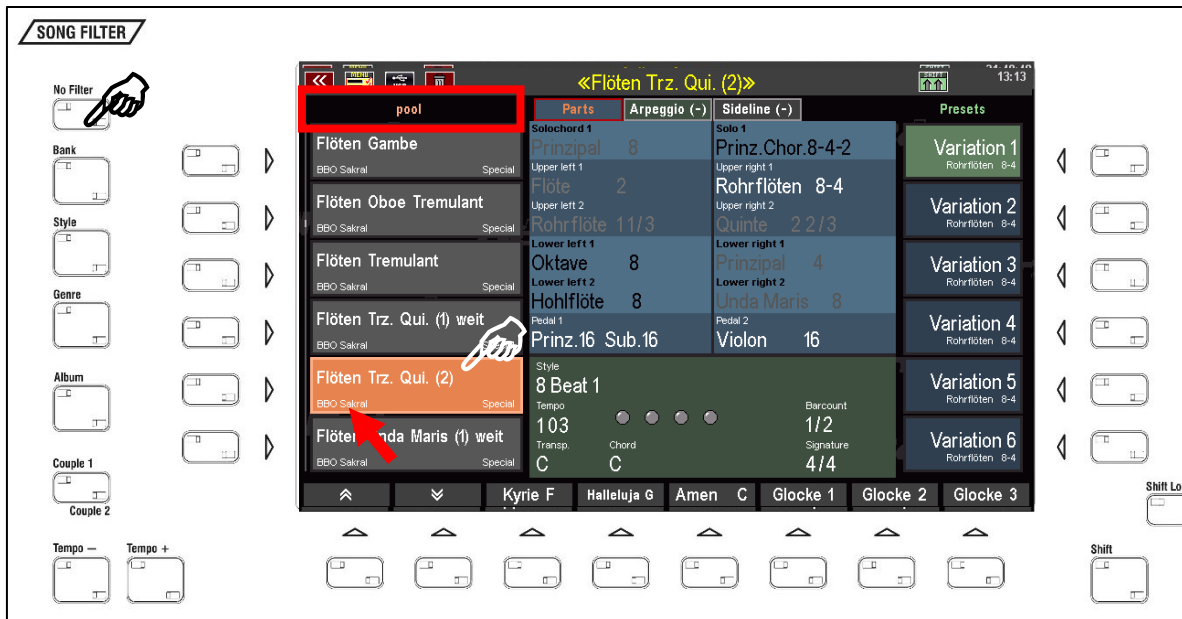 SONG FILTER
No Filter
Bank
Style
Genre
Album
Couple 1
Couple 2
Tempo —
Tempo +
MENU
«Flöten Trz. Qui. (2)»
SHIFT
13:13
pool
Parts
Arpeggio (-)
Sideline (-)
Presets
Flöten Gambe
BBO Sakral
Special
Flöten Oboe Tremulant
BBO Sakral
Special
Flöten Tremulant
BBO Sakral
Special
Flöten Trz. Qui. (1) weit
BBO Sakral
Flöten Trz. Qui. (2)
BBO Sakral
Special
(1) weit
BBO Sakral
Special
Solochord 1
Prinzipal 8
Solo 1
Prinz.Chor.8-4-2
Upper left 1
Flöte 2
Upper right 1
Rohrflöten 8-4
Upper left 2
Rohrflöte 11/3
Upper right 2
Quinte 2 2/3
Lower left 1
Oktave 8
Lower right 1
Prinzipal 4
Lower left 2
Hohlflöte 8
Lower right 2
Unda Maris 8
Pedal 1
Prinz.16 Sub.16
Pedal 2
Violon 16
Style
8 Beat 1
Tempo
103
Barcount
1/2
Transp.
C
Chord
C
Signature
4/4
Variation 1
Rohrflöten 8-4
Variation 2
Rohrflöten 8-4
Variation 3
Rohrflöten 8-4
Variation 4
Rohrflöten 8-4
Variation 5
Rohrflöten 8-4
Variation 6
Rohrflöten 8-4
Kyrie F
Halleluja G
Amen C
Glocke 1
Glocke 2
Glocke 3
Shift Lo
Shift